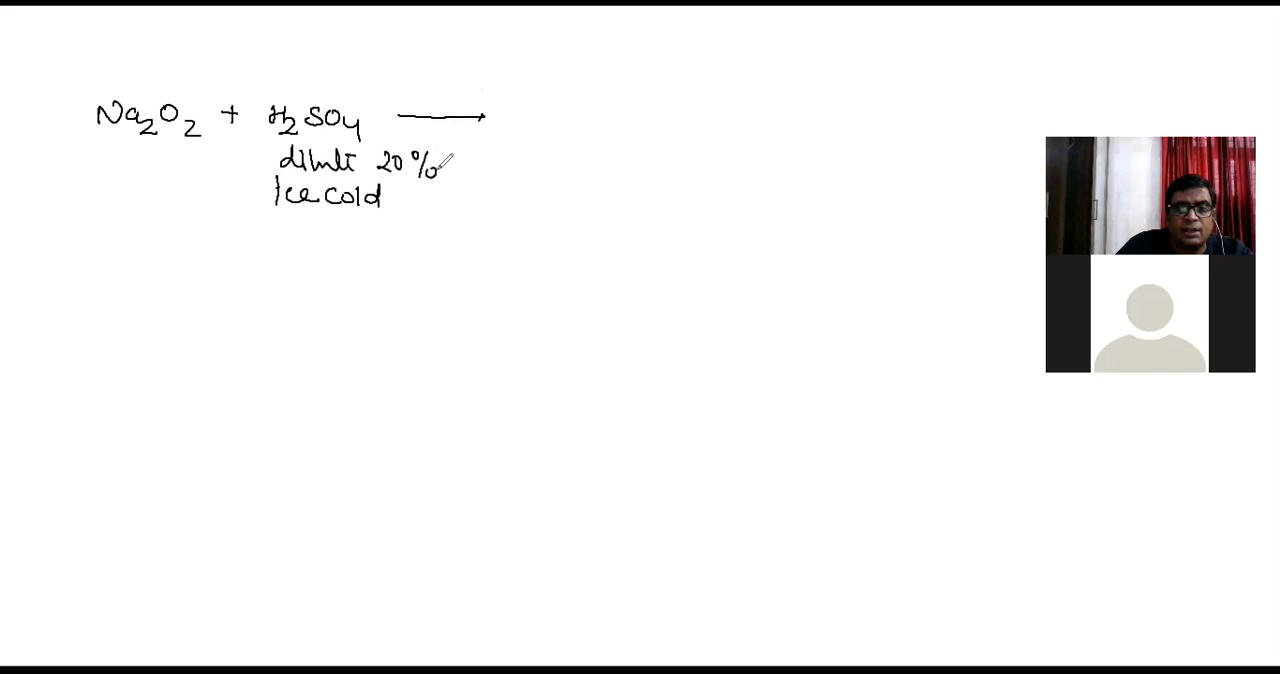 Na₂O₂ + H₂SO₄ ⟶
dilute 20%
Ice cold